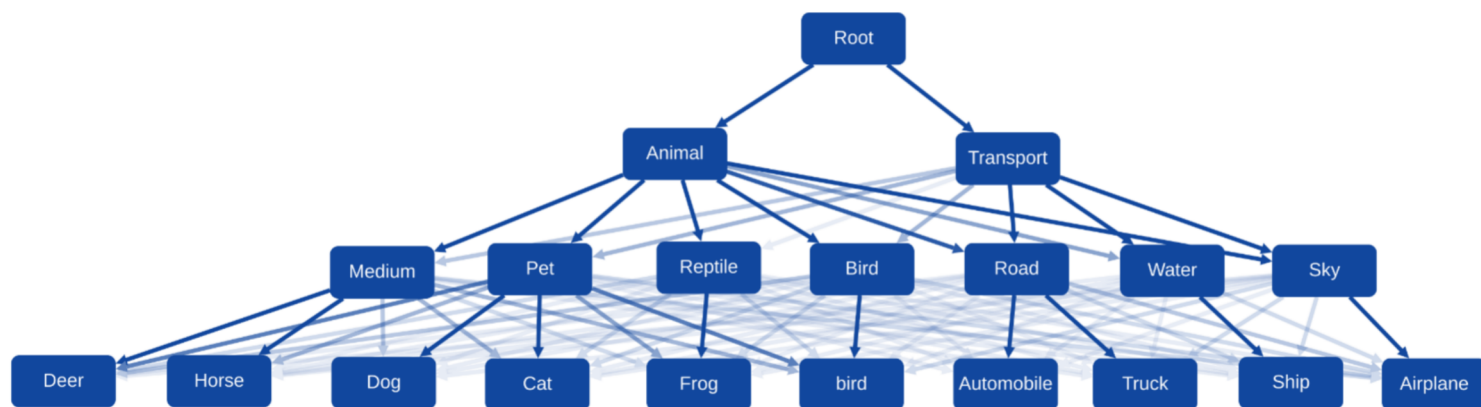 Root
Animal
Transport
Medium
Pet
Reptile
Bird
Road
Water
Sky
Deer
Horse
Dog
Cat
Frog
bird
Automobile
Truck
Ship
Airplane